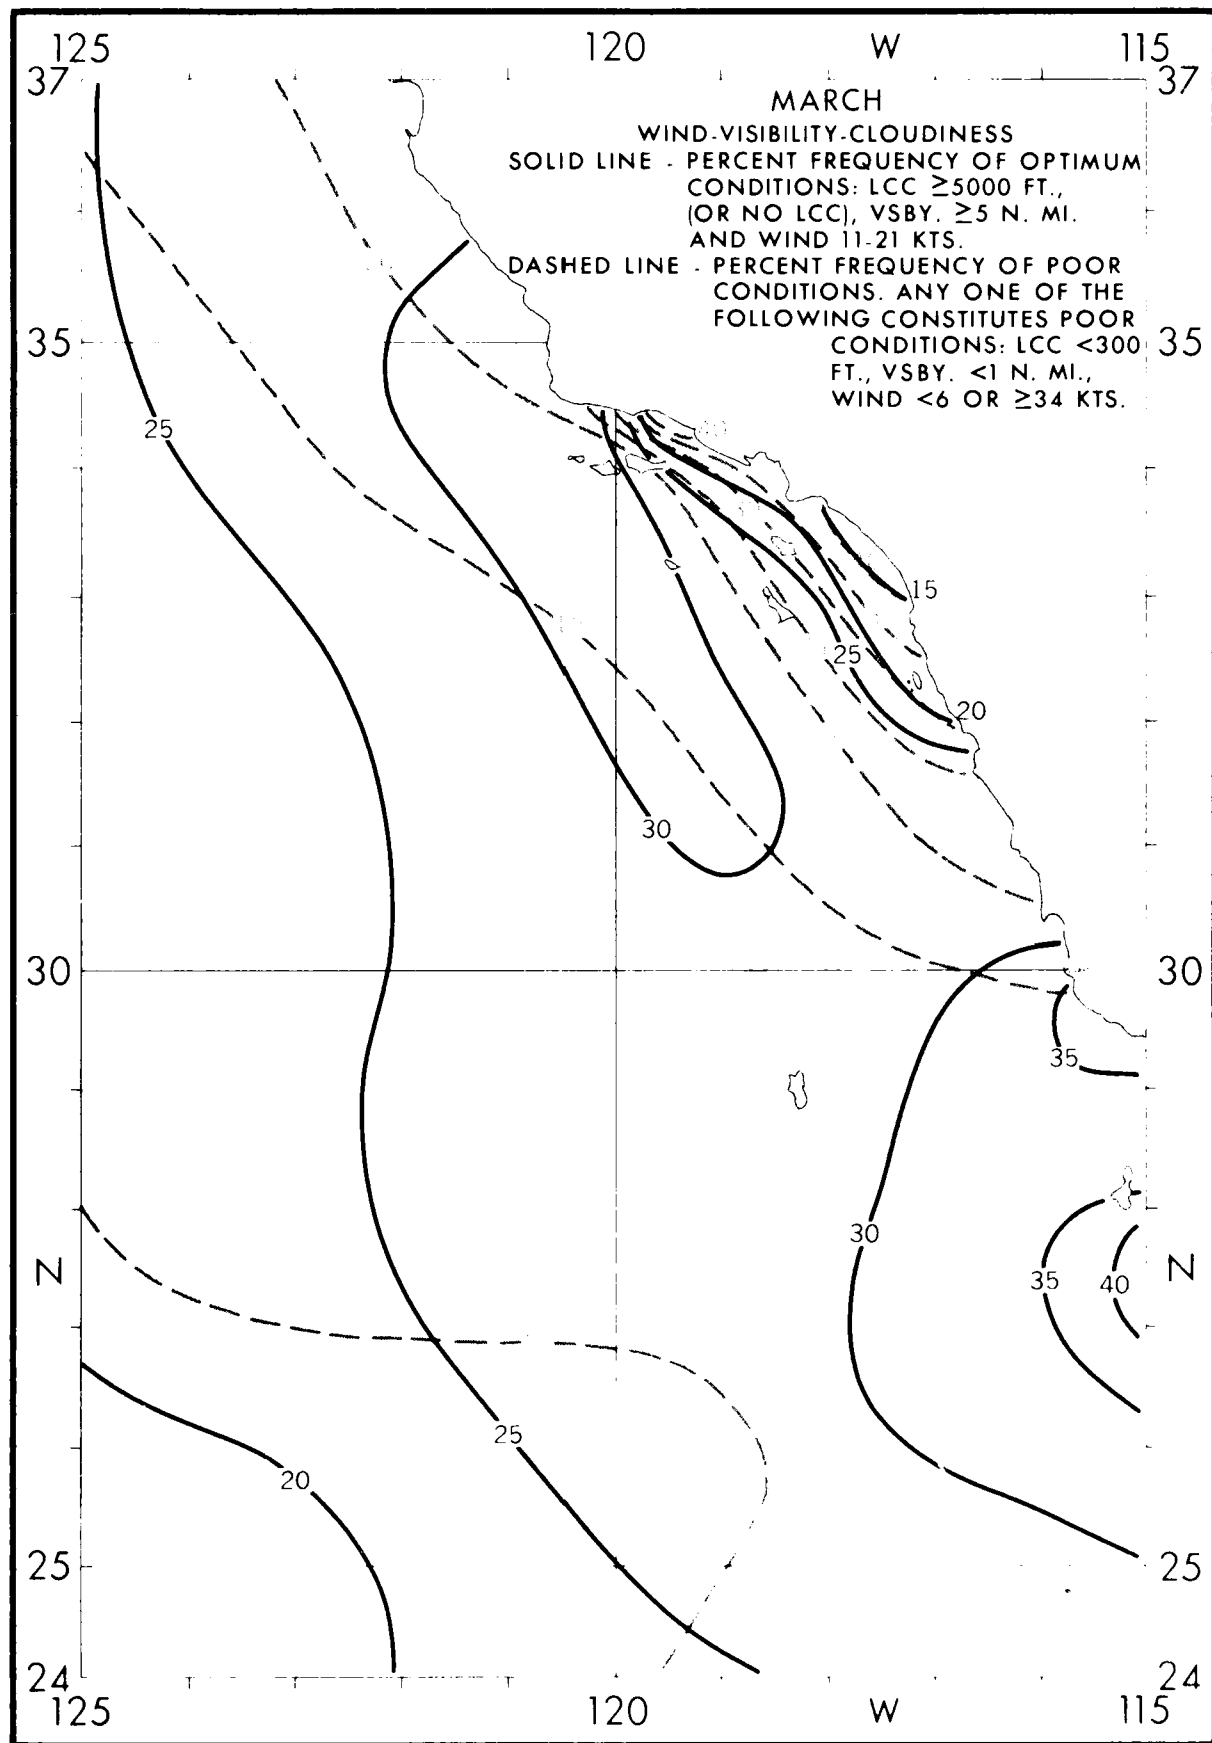 125 120 W 115
37 37
MARCH
WIND-VISIBILITY-CLOUDINESS
SOLID LINE - PERCENT FREQUENCY OF OPTIMUM
CONDITIONS: LCC ≥5000 FT.,
(OR NO LCC), VSBY. ≥5 N. MI.
AND WIND 11-21 KTS.
DASHED LINE - PERCENT FREQUENCY OF POOR
CONDITIONS. ANY ONE OF THE
FOLLOWING CONSTITUTES POOR
35 CONDITIONS: LCC <300 35
FT., VSBY. <1 N. MI.,
WIND <6 OR ≥34 KTS.
25
15
25
20
30
30 30
35
30
N 35 40 N
25
20
25 25
24 24
125 120 W 115